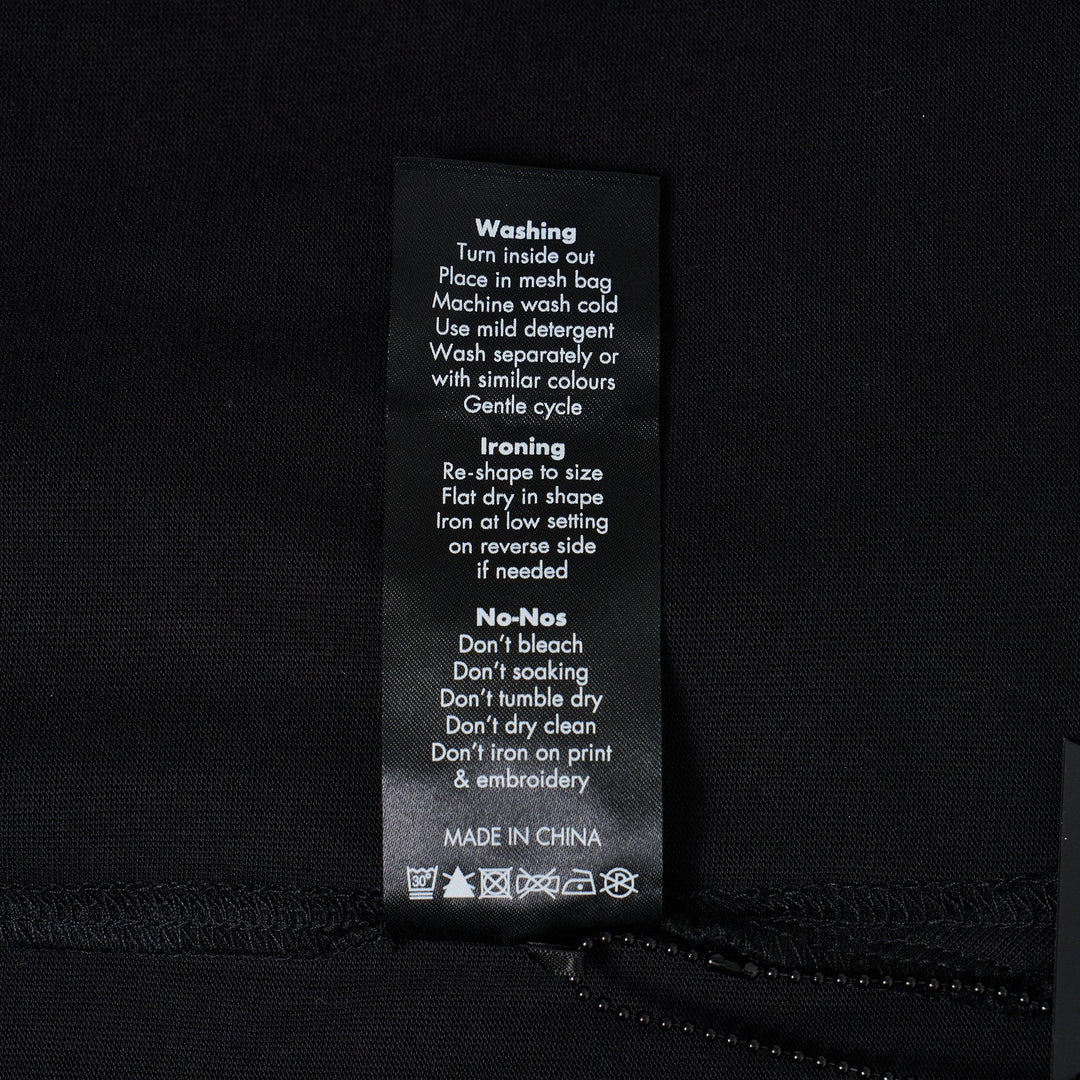 Washing
Turn inside out
Place in mesh bag
Machine wash cold
Use mild detergent
Wash separately or
with similar colours
Gentle cycle
Ironing
Re-shape to size
Flat dry in shape
Iron at low setting
on reverse side
if needed
No-Nos
Don't bleach
Don't soaking
Don't tumble dry
Don't dry clean
Don't iron on print
& embroidery
MADE IN CHINA
30° P